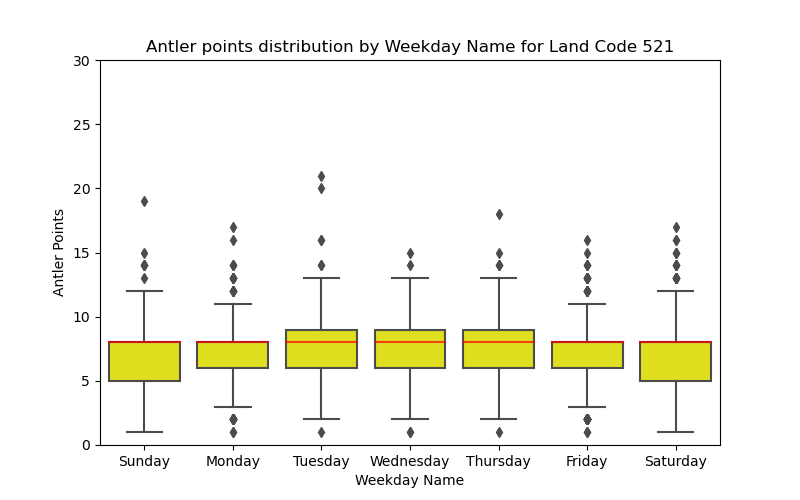 Antler points distribution by Weekday Name for Land Code 521
30
25
20
15
10
5
0
Antler Points
Sunday Monday Tuesday Wednesday Thursday Friday Saturday
Weekday Name